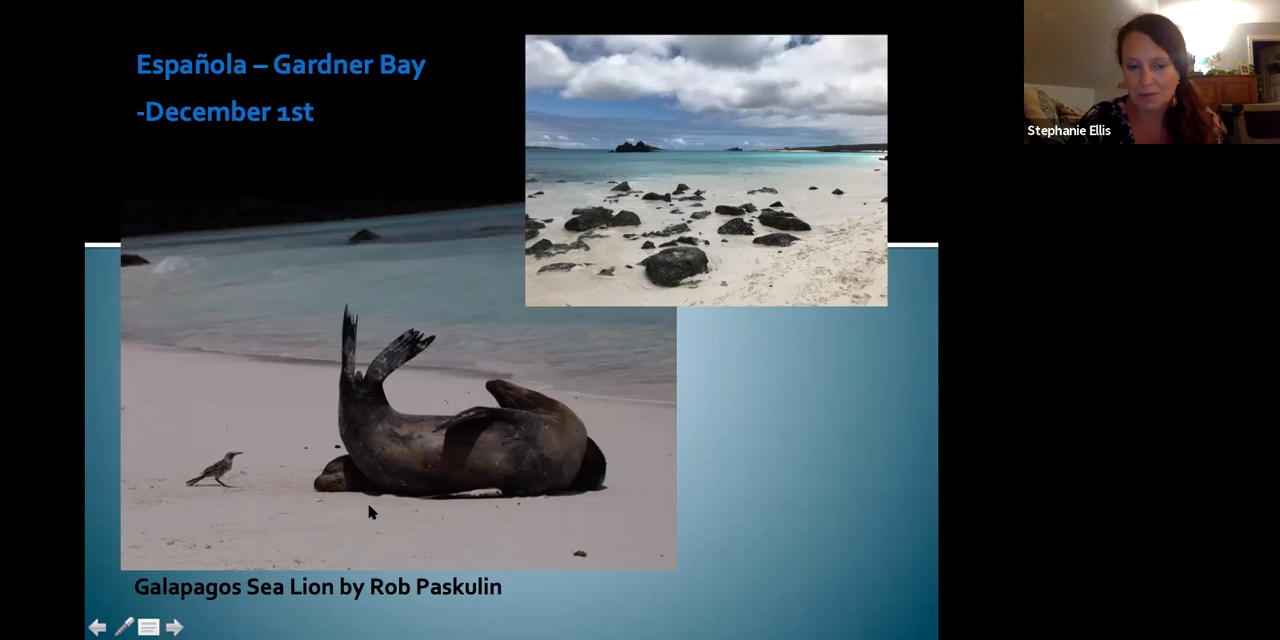 Española – Gardner Bay
-December 1st
Stephanie Ellis
Galapagos Sea Lion by Rob Paskulin